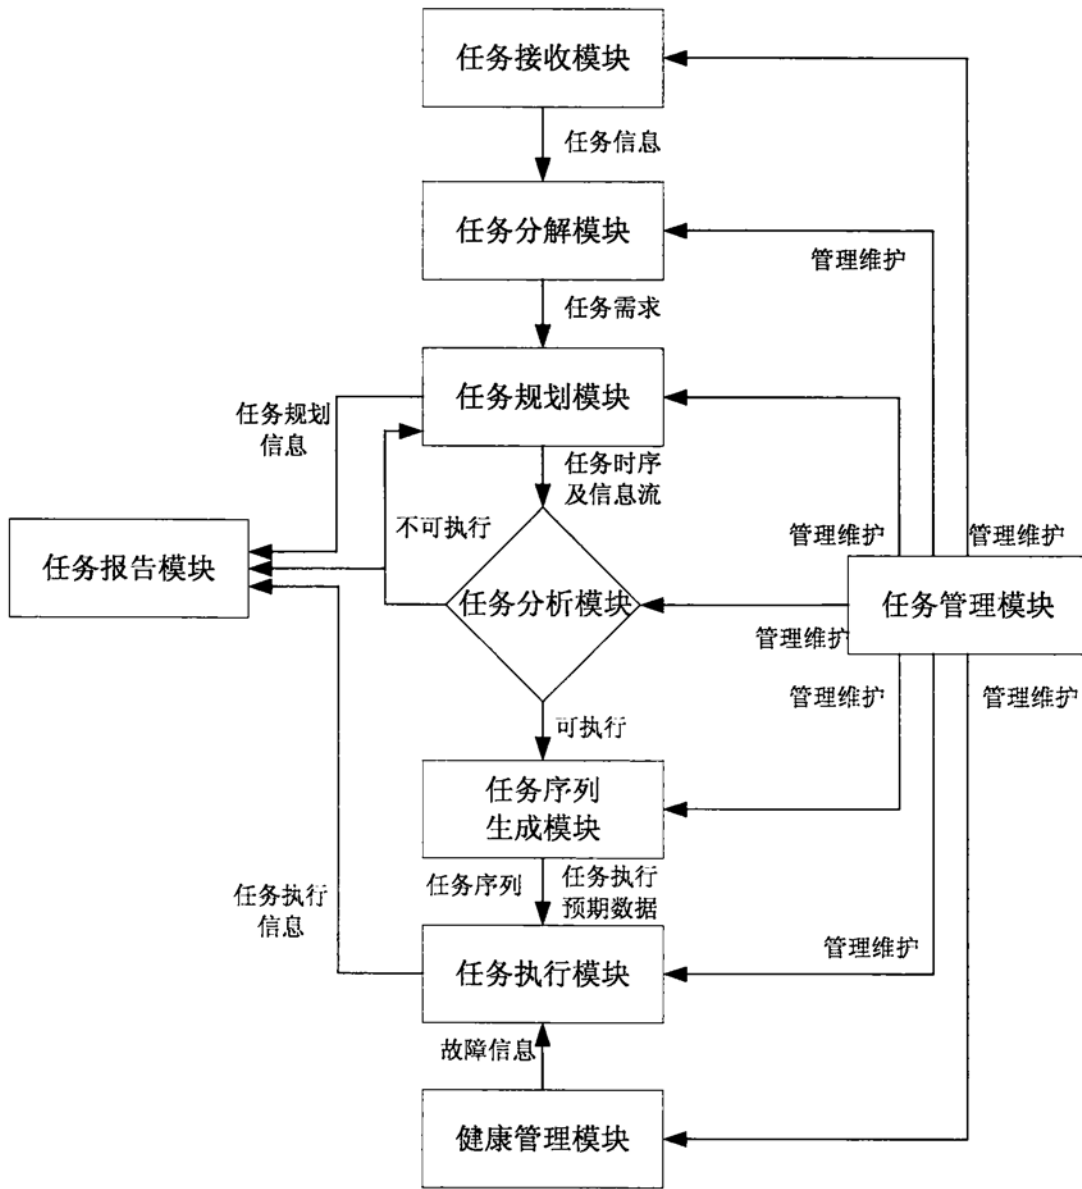 任务接收模块
任务信息
任务分解模块
管理维护
任务需求
任务规划模块
任务规划
信息
任务时序
及信息流
不可执行
管理维护
管理维护
任务报告模块
任务分析模块
任务管理模块
管理维护
管理维护
管理维护
可执行
任务序列
生成模块
任务执行
信息
任务序列
任务执行
预期数据
管理维护
任务执行模块
故障信息
健康管理模块